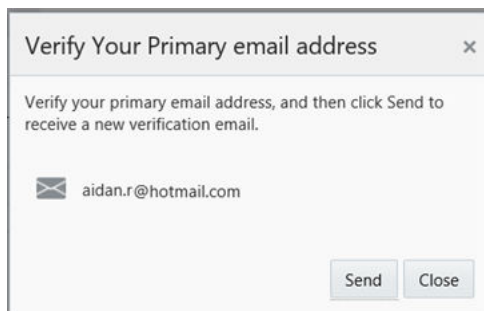 Verify Your Primary email address ×
Verify your primary email address, and then click Send to
receive a new verification email.
aidan.r@hotmail.com
Send Close